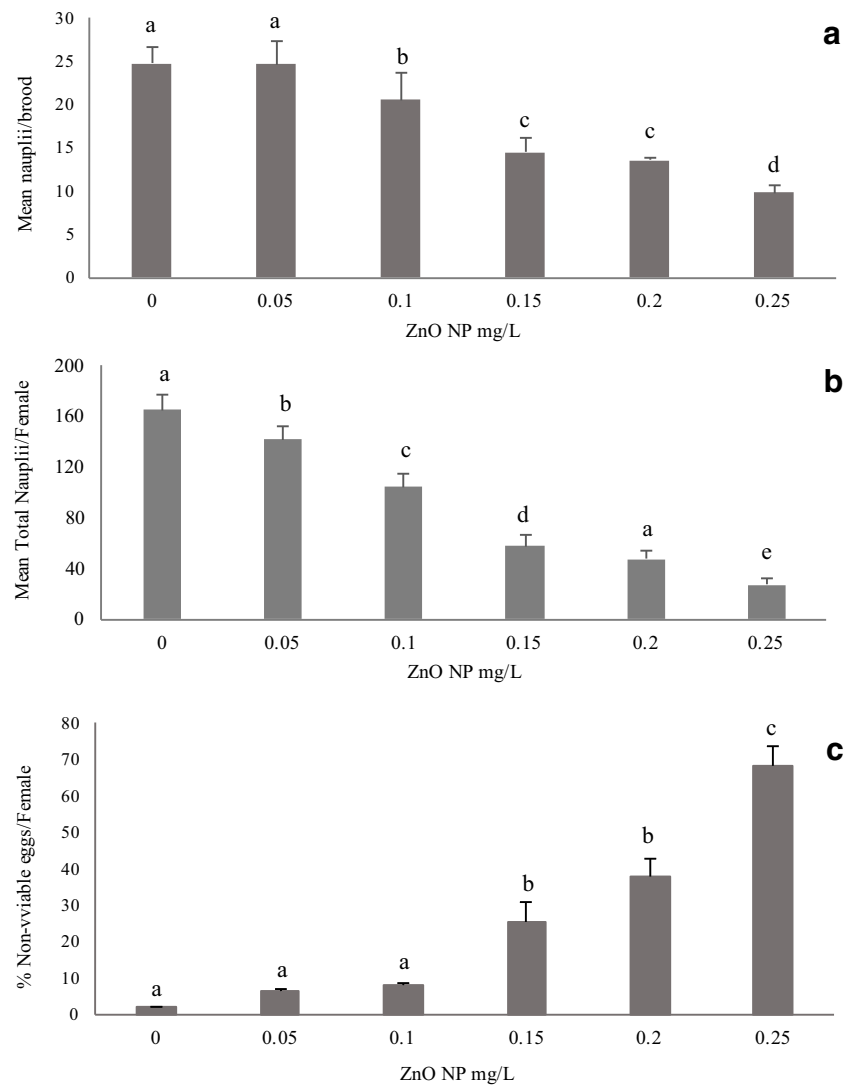 a
30
25
20
15
10
5
0
Mean nauplii/brood
a a b c c d
0 0.05 0.1 0.15 0.2 0.25
ZnO NP mg/L
b
200
160
120
80
40
0
Mean Total Nauplii/Female
a b c d a e
0 0.05 0.1 0.15 0.2 0.25
ZnO NP mg/L
c
80
70
60
50
40
30
20
10
0
% Non-vviable eggs/Female
a a a b b c
0 0.05 0.1 0.15 0.2 0.25
ZnO NP mg/L